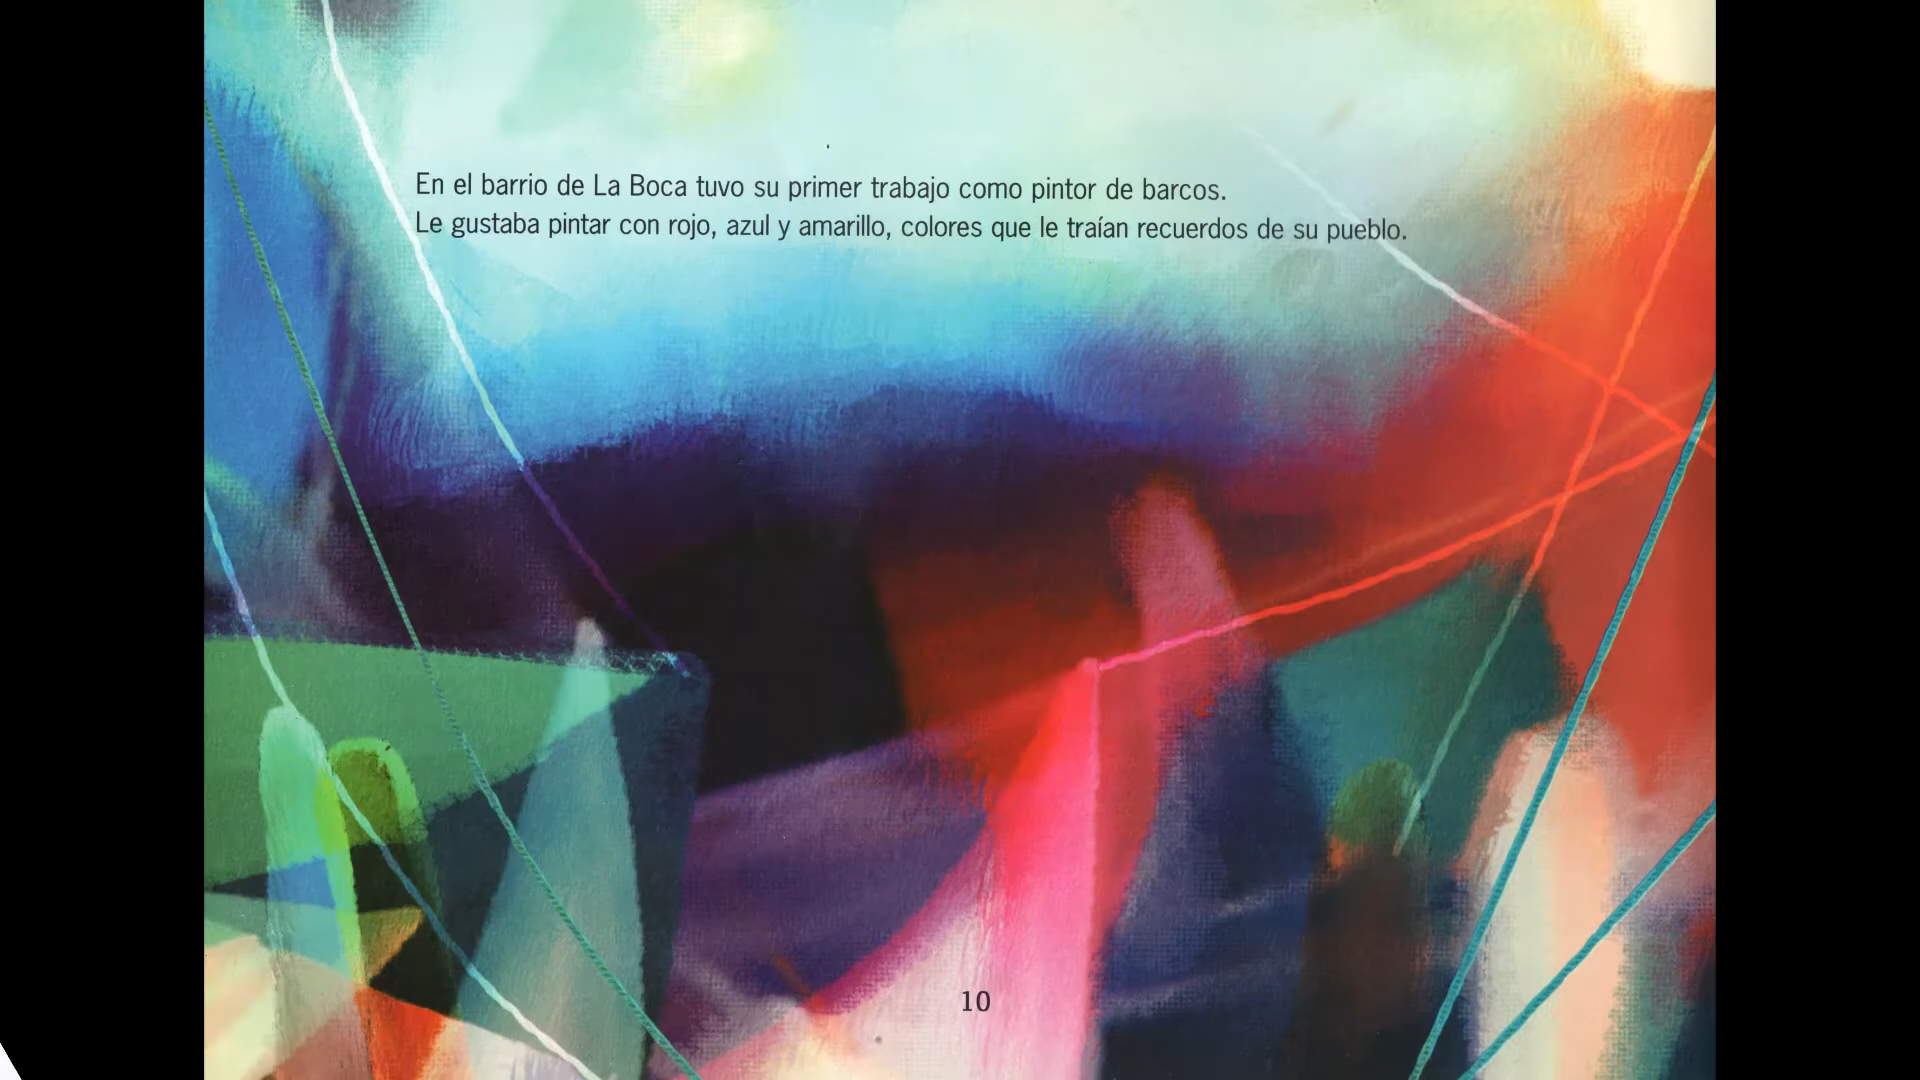 En el barrio de La Boca tuvo su primer trabajo como pintor de barcos.
Le gustaba pintar con rojo, azul y amarillo, colores que le traían recuerdos de su pueblo.
10